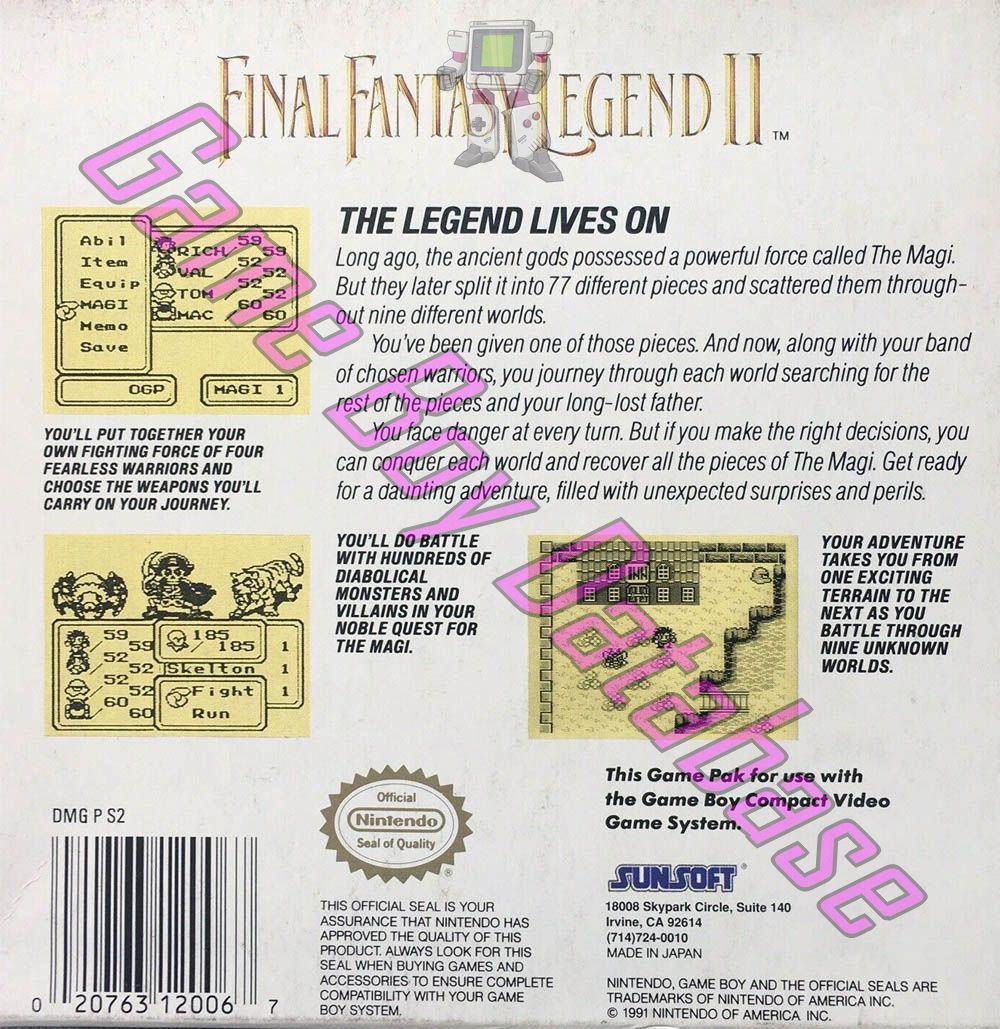 FINAL FANTASY LEGEND II ™
Game Boy Database
THE LEGEND LIVES ON
Long ago, the ancient gods possessed a powerful force called The Magi.
But they later split it into 77 different pieces and scattered them through-
out nine different worlds.
You've been given one of those pieces. And now, along with your band
of chosen warriors, you journey through each world searching for the
rest of the pieces and your long-lost father.
You face danger at every turn. But if you make the right decisions, you
can conquer each world and recover all the pieces of The Magi. Get ready
for a daunting adventure, filled with unexpected surprises and perils.
Abil
Item
Equip
MAGI
Memo
Save
RICH 59/ 59
VAL 52/ 52
TOM 52/ 52
MAC 60/ 60
0GP
MAGI 1
YOU'LL PUT TOGETHER YOUR
OWN FIGHTING FORCE OF FOUR
FEARLESS WARRIORS AND
CHOOSE THE WEAPONS YOU'LL
CARRY ON YOUR JOURNEY.
59/ 59
52/ 52
52/ 52
60/ 60
185/ 185
1
Skelton 1
1
Fight
Run
YOU'LL DO BATTLE
WITH HUNDREDS OF
DIABOLICAL
MONSTERS AND
VILLAINS IN YOUR
NOBLE QUEST FOR
THE MAGI.
INN
YOUR ADVENTURE
TAKES YOU FROM
ONE EXCITING
TERRAIN TO THE
NEXT AS YOU
BATTLE THROUGH
NINE UNKNOWN
WORLDS.
This Game Pak for use with
the Game Boy Compact Video
Game System.
DMG P S2
0 20763 12006 7
Official
Nintendo
Seal of Quality
®
THIS OFFICIAL SEAL IS YOUR
ASSURANCE THAT NINTENDO HAS
APPROVED THE QUALITY OF THIS
PRODUCT. ALWAYS LOOK FOR THIS
SEAL WHEN BUYING GAMES AND
ACCESSORIES TO ENSURE COMPLETE
COMPATIBILITY WITH YOUR GAME
BOY SYSTEM.
SUNSOFT®
18008 Skypark Circle, Suite 140
Irvine, CA 92614
(714)724-0010
MADE IN JAPAN
NINTENDO, GAME BOY AND THE OFFICIAL SEALS ARE
TRADEMARKS OF NINTENDO OF AMERICA INC.
© 1991 NINTENDO OF AMERICA INC.